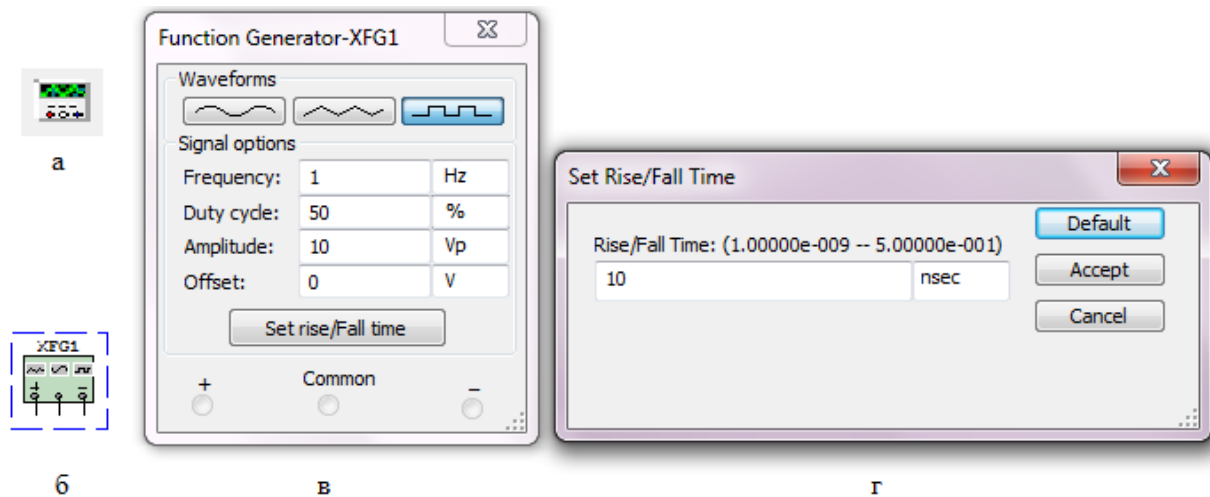 а
XFG1
б
Function Generator-XFG1
Waveforms
Signal options
Frequency: 1 Hz
Duty cycle: 50 %
Amplitude: 10 Vp
Offset: 0 V
Set rise/Fall time
+ Common –
в
Set Rise/Fall Time
Rise/Fall Time: (1.00000e-009 -- 5.00000e-001)
10 nsec
Default
Accept
Cancel
г